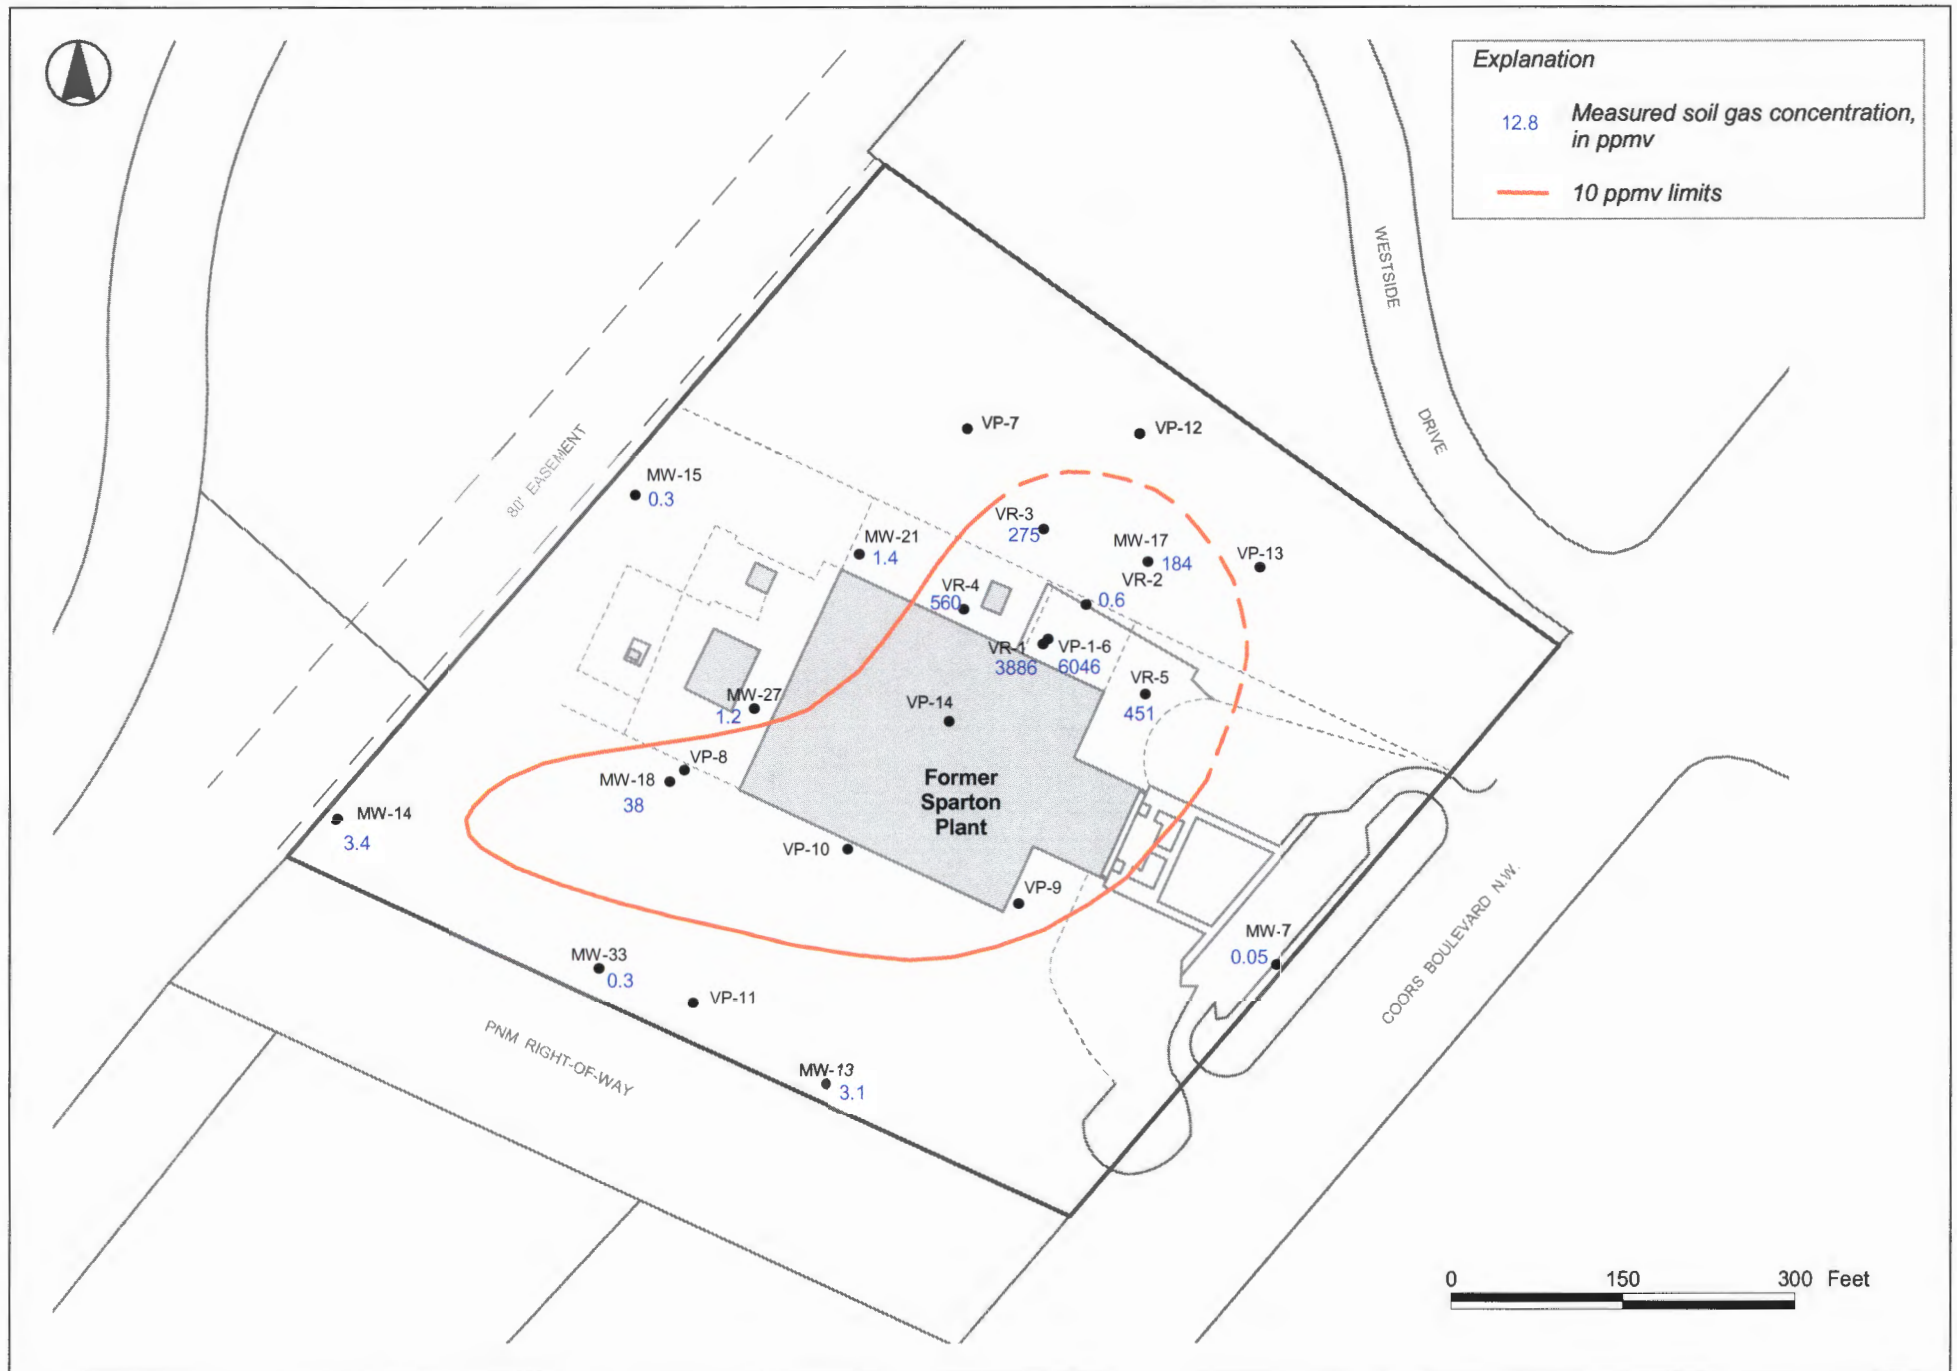 Explanation
12.8 Measured soil gas concentration,
in ppmv
10 ppmv limits
WESTSIDE
DRIVE
80' EASEMENT
VP-7
VP-12
MW-15
0.3
VR-3
275
MW-21
1.4
MW-17
184
VP-13
VR-4
560
VR-2
0.6
VR-1
3886
VP-1-6
6046
VR-5
451
MW-27
1.2
VP-14
VP-8
MW-18
38
Former
Sparton
Plant
MW-14
3.4
VP-10
VP-9
MW-7
0.05
COORS BOULEVARD N.W.
MW-33
0.3
VP-11
PNM RIGHT-OF-WAY
MW-13
3.1
0 150 300 Feet